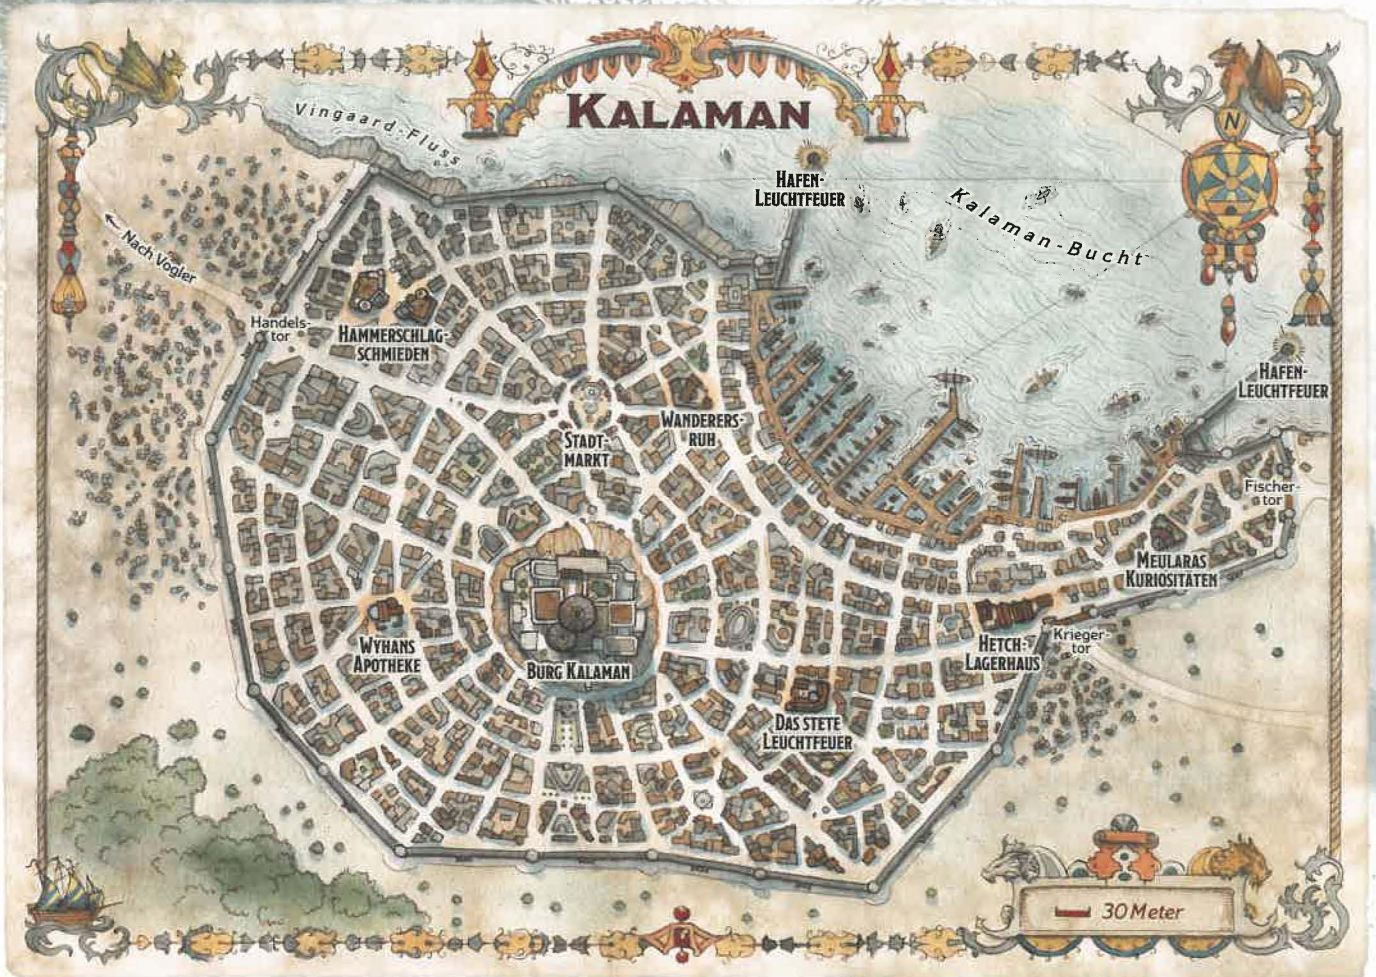 KALAMAN
N
Vingaard-Fluss
HAFEN-
LEUCHTFEUER
Kalaman-Bucht
Nach Vogler
Handels-
tor
HAMMERSCHLAG-
SCHMIEDEN
HAFEN-
LEUCHTFEUER
WANDERERS-
RUH
STADT-
MARKT
Fischer-
tor
MEULARAS
KURIOSITÄTEN
WYHANS
APOTHEKE
BURG KALAMAN
HETCH-
LAGERHAUS
Krieger-
tor
DAS STETE
LEUCHTFEUER
30 Meter